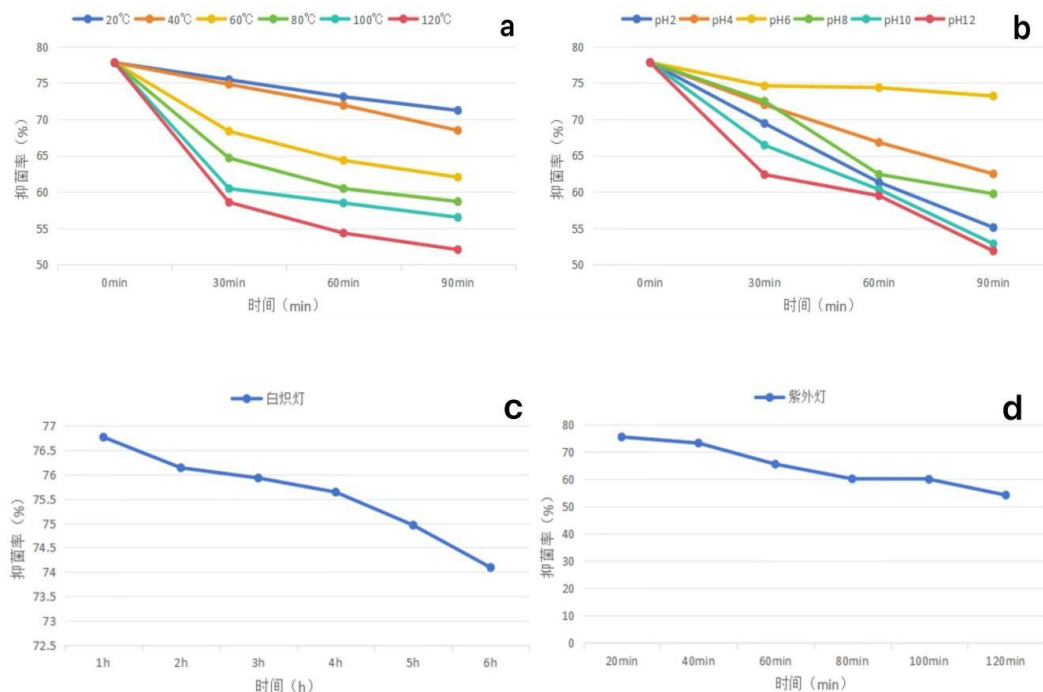 20℃ 40℃ 60℃ 80℃ 100℃ 120℃
a
80
75
70
65
60
55
50
抑菌率（%）
0min 30min 60min 90min
时间（min）
pH2 pH4 pH6 pH8 pH10 pH12
b
80
75
70
65
60
55
50
抑菌率（%）
0min 30min 60min 90min
时间（min）
白炽灯
c
77
76.5
76
75.5
75
74.5
74
73.5
73
72.5
抑菌率（%）
1h 2h 3h 4h 5h 6h
时间（h）
紫外灯
d
80
70
60
50
40
30
20
10
0
抑菌率（%）
20min 40min 60min 80min 100min 120min
时间（min）